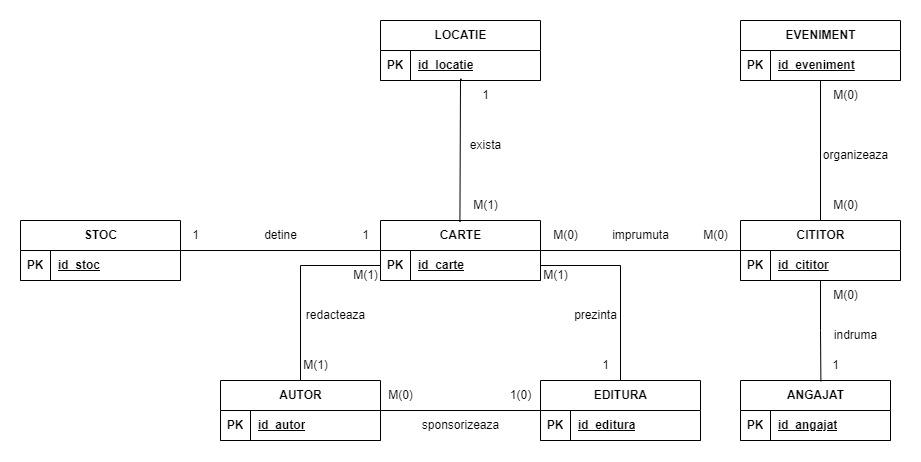 LOCATIE
PK id_locatie
EVENIMENT
PK id_eveniment
1
M(0)
exista
organizeaza
M(1)
M(0)
STOC
PK id_stoc
1 detine 1
CARTE
PK id_carte
M(0) imprumuta M(0)
CITITOR
PK id_cititor
M(1)
M(1)
M(0)
redacteaza
prezinta
indruma
M(1)
1
1
AUTOR
PK id_autor
M(0) 1(0)
sponsorizeaza
EDITURA
PK id_editura
ANGAJAT
PK id_angajat